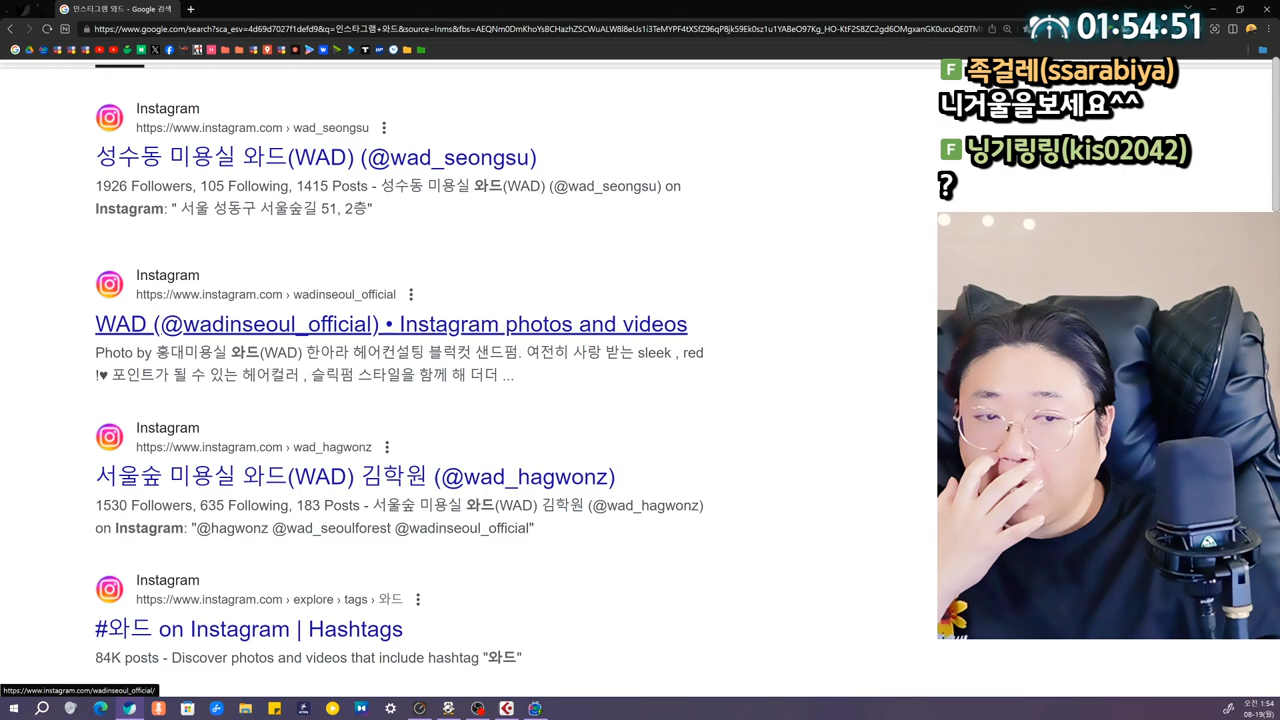 인스타그램 와드 - Google 검색
01:54:51
족걸레(ssarabiya)
니거울을보세요^^
닝기링링(kis02042)
?
Instagram
https://www.instagram.com › wad_seongsu
성수동 미용실 와드(WAD) (@wad_seongsu)
1926 Followers, 105 Following, 1415 Posts - 성수동 미용실 와드(WAD) (@wad_seongsu) on
Instagram: " 서울 성동구 서울숲길 51, 2층"
Instagram
https://www.instagram.com › wadinseoul_official
WAD (@wadinseoul_official) • Instagram photos and videos
Photo by 홍대미용실 와드(WAD) 한아라 헤어컨설팅 블럭컷 샌드펌. 여전히 사랑 받는 sleek , red
!♥ 포인트가 될 수 있는 헤어컬러 , 슬릭펌 스타일을 함께 해 더더 ...
Instagram
https://www.instagram.com › wad_hagwonz
서울숲 미용실 와드(WAD) 김학원 (@wad_hagwonz)
1530 Followers, 635 Following, 183 Posts - 서울숲 미용실 와드(WAD) 김학원 (@wad_hagwonz)
on Instagram: "@hagwonz @wad_seoulforest @wadinseoul_official"
Instagram
https://www.instagram.com › explore › tags › 와드
#와드 on Instagram | Hashtags
84K posts - Discover photos and videos that include hashtag "와드"
https://www.instagram.com/wadinseoul_official/
오전 1:54
08-19(월)